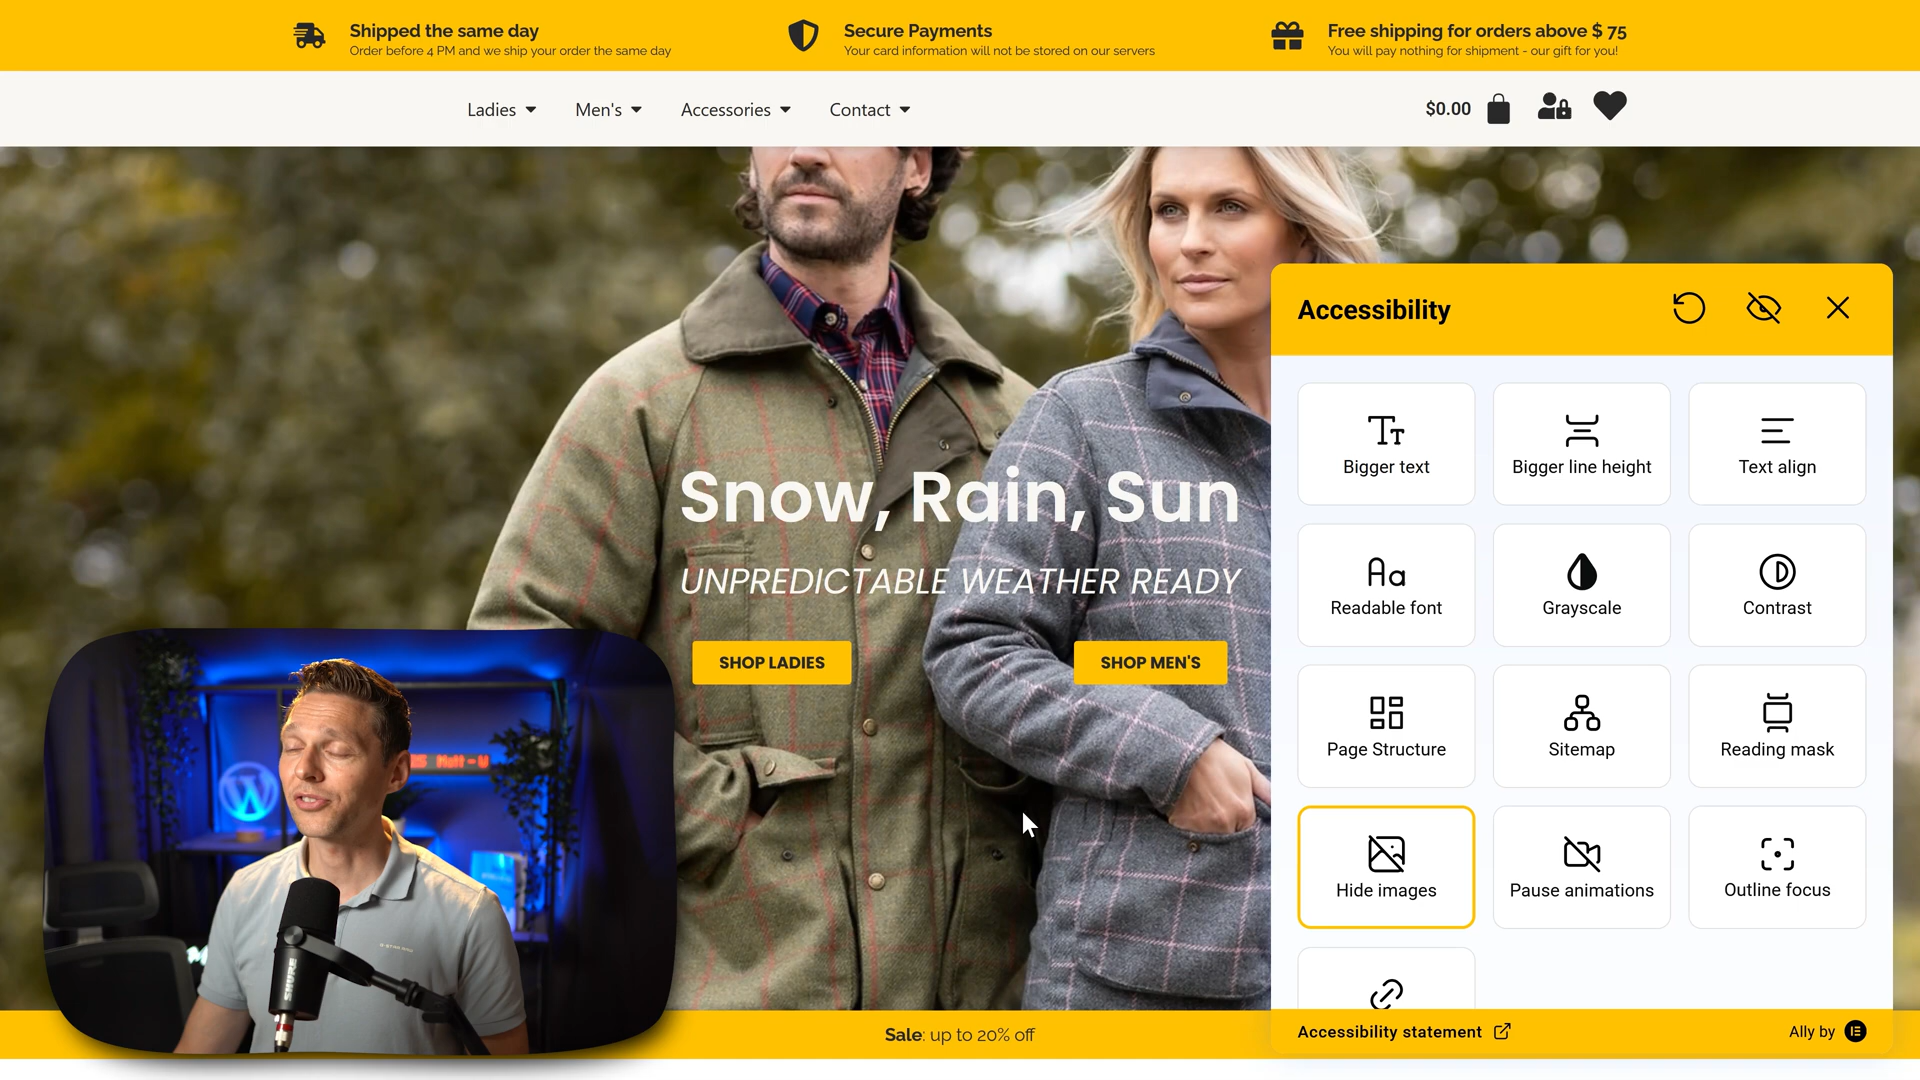 Shipped the same day
Order before 4 PM and we ship your order the same day
Secure Payments
Your card information will not be stored on our servers
Free shipping for orders above $ 75
You will pay nothing for shipment - our gift for you!
Ladies
Men's
Accessories
Contact
$0.00
Snow, Rain, Sun
UNPREDICTABLE WEATHER READY
SHOP LADIES
SHOP MEN'S
Accessibility
Bigger text
Bigger line height
Text align
Readable font
Grayscale
Contrast
Page Structure
Sitemap
Reading mask
Hide images
Pause animations
Outline focus
Accessibility statement
Ally by
Sale: up to 20% off
SHURE